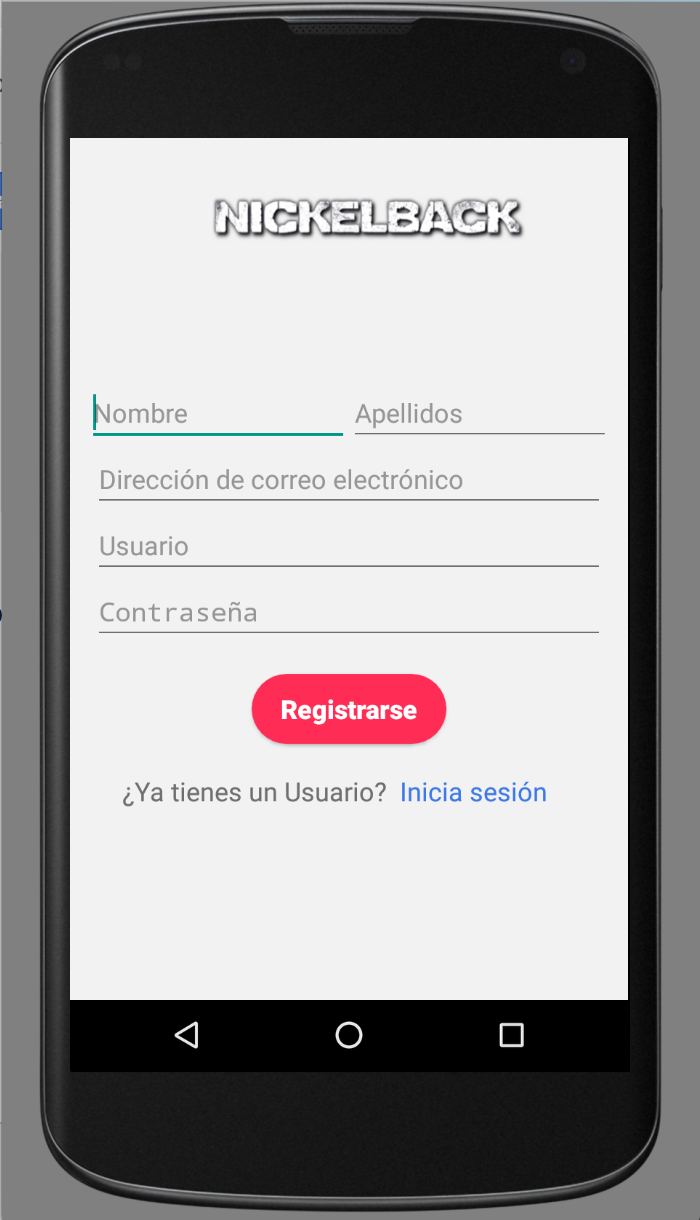 NICKELBACK
Nombre Apellidos
Dirección de correo electrónico
Usuario
Contraseña
Registrarse
¿Ya tienes un Usuario? Inicia sesión